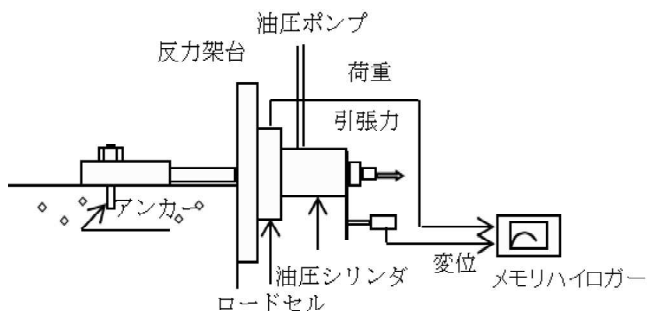 油圧ポンプ
反力架台
荷重
引張力
アンカー
油圧シリンダ
変位
メモリハイロガー
ロードセル